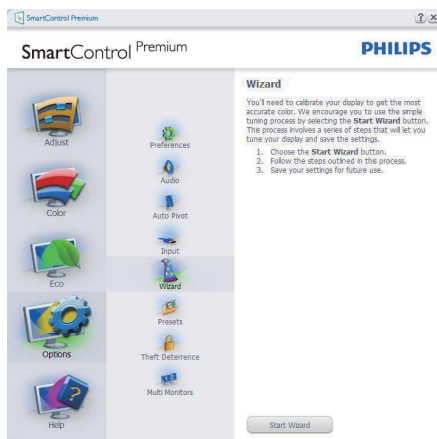 SmartControl Premium
SmartControl Premium
PHILIPS
Adjust
Color
Eco
Options
Help
Preferences
Audio
Auto Pivot
Input
Wizard
Presets
Theft Deterrence
Multi Monitors
Wizard
You'll need to calibrate your display to get the most
accurate color. We encourage you to use the simple
tuning process by selecting the Start Wizard button.
This process involves a series of steps that will let you
tune your display and save the settings.
1. Choose the Start Wizard button.
2. Follow the steps outlined in this process.
3. Save your settings for future use.
Start Wizard